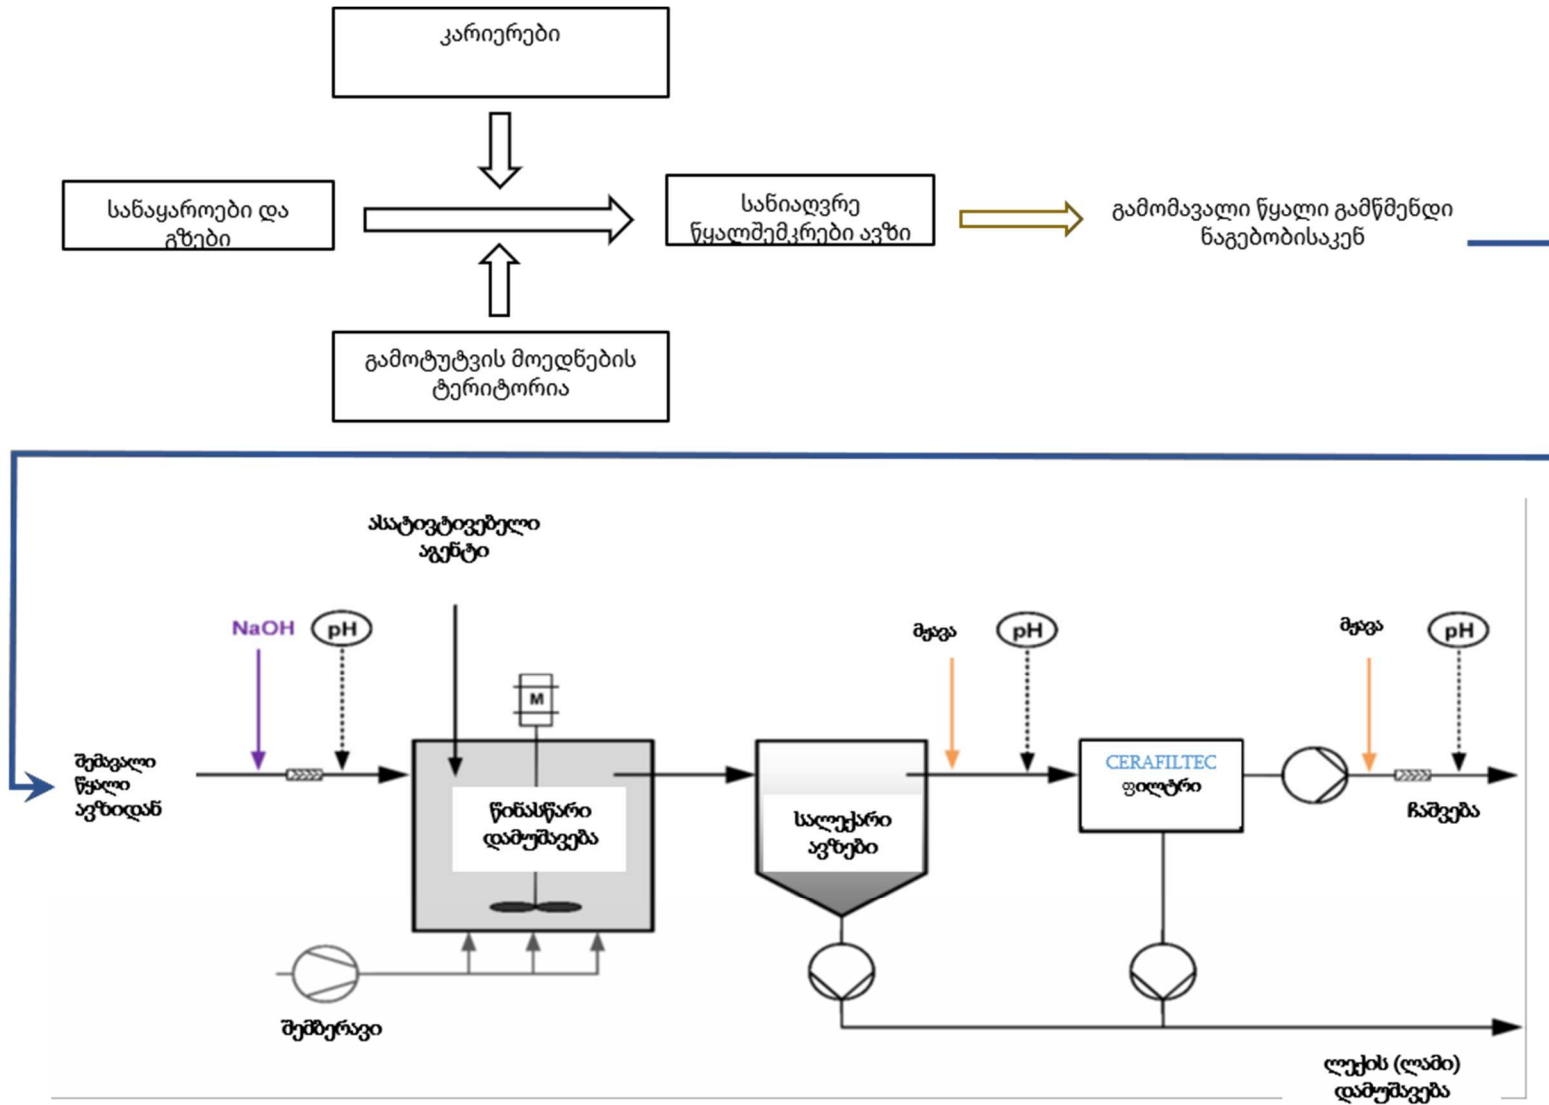 კარიერები
სანაყაროები და
გზები
სანიაღვრე
წყალშემკრები ავზი
გამომავალი წყალი გამწმენდი
ნაგებობისაკენ
გამოტუტვის მოედნების
ტერიტორია
ასატივტივებელი
აგენტი
NaOH
pH
მჟავა
pH
მჟავა
pH
M
შემავალი
წყალი
ავზიდან
წინასწარი
დამუშავება
სალექარი
ავზები
CERAFILTEC
ფილტრი
ჩაშვება
შემბერავი
ლექის (ლამი)
დამუშავება